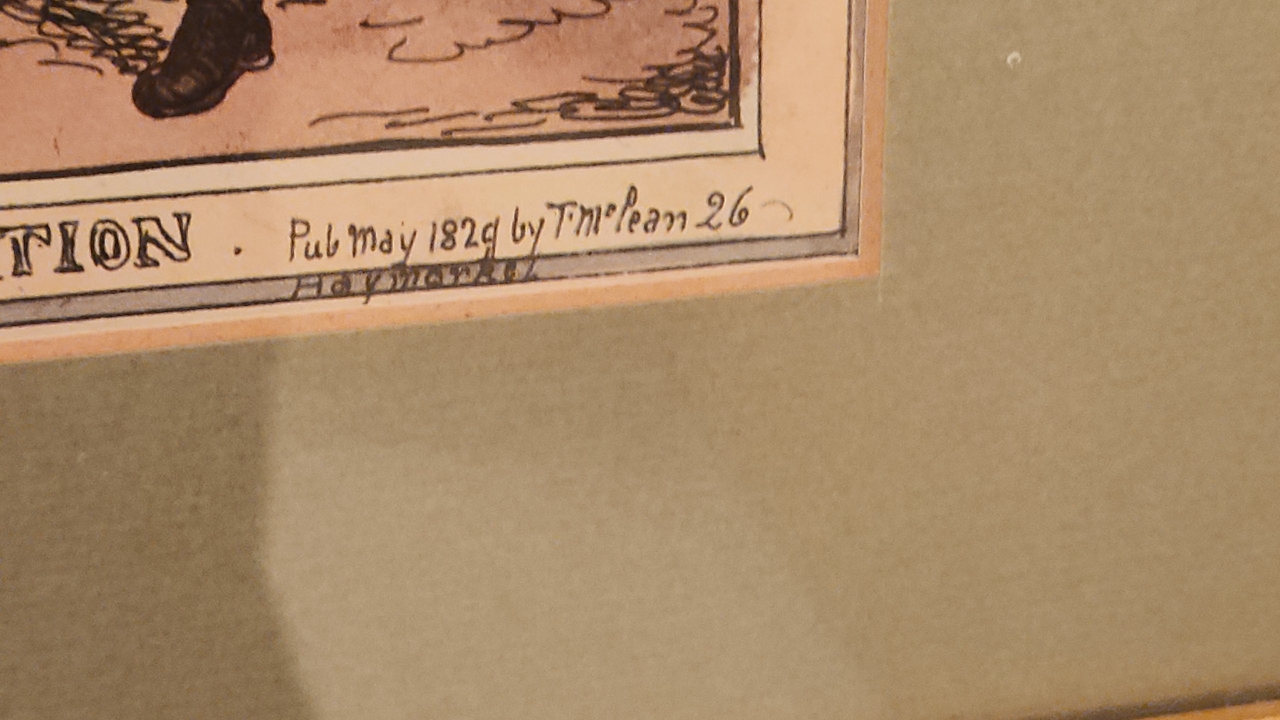 TION . Pub May 1829 by T. McLean 26
Haymarket